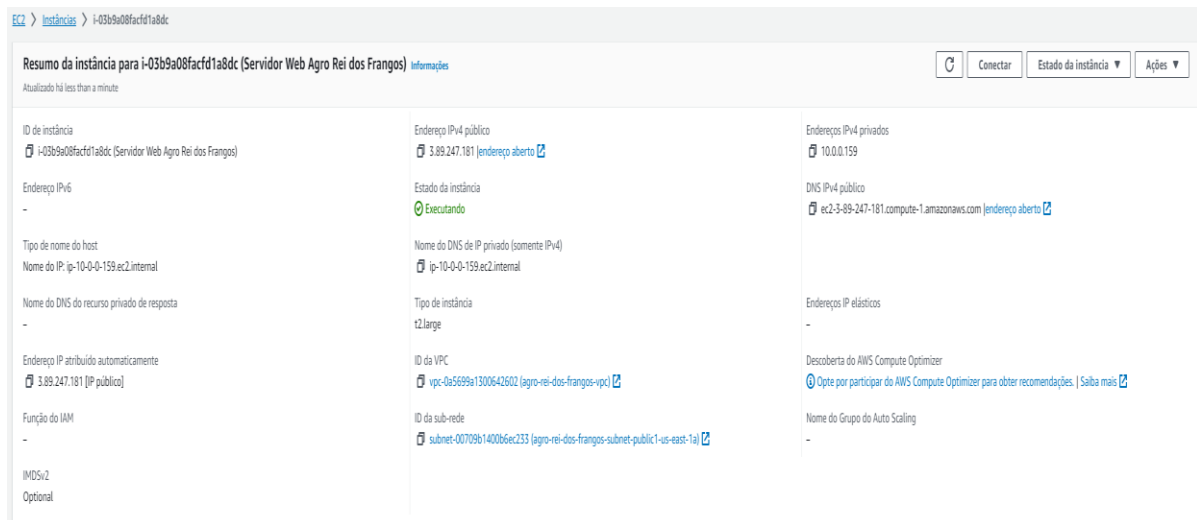 EC2 > Instâncias > i-03b9a08facfd1a8dc
Resumo da instância para i-03b9a08facfd1a8dc (Servidor Web Agro Rei dos Frangos) Informações
Conectar
Estado da instância ▼
Ações ▼
Atualizado há less than a minute
ID de instância
i-03b9a08facfd1a8dc (Servidor Web Agro Rei dos Frangos)
Endereço IPv4 público
3.89.247.181 |endereço aberto
Endereços IPv4 privados
10.0.0.159
Endereço IPv6
–
Estado da instância
Executando
DNS IPv4 público
ec2-3-89-247-181.compute-1.amazonaws.com |endereço aberto
Tipo de nome do host
Nome do IP: ip-10-0-0-159.ec2.internal
Nome do DNS de IP privado (somente IPv4)
ip-10-0-0-159.ec2.internal
Nome do DNS do recurso privado de resposta
–
Tipo de instância
t2.large
Endereços IP elásticos
–
Endereço IP atribuído automaticamente
3.89.247.181 [IP público]
ID da VPC
vpc-0a5699a1300642602 (agro-rei-dos-frangos-vpc)
Descoberta do AWS Compute Optimizer
Opte por participar do AWS Compute Optimizer para obter recomendações. | Saiba mais
Função do IAM
–
ID da sub-rede
subnet-00709b1400b6ec233 (agro-rei-dos-frangos-subnet-public1-us-east-1a)
Nome do Grupo do Auto Scaling
–
IMDSv2
Optional